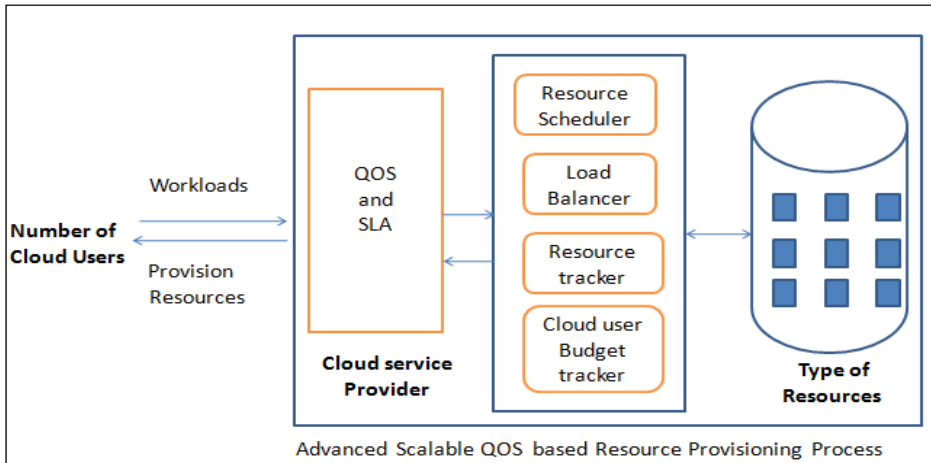 Workloads
Number of
Cloud Users
Provision
Resources
QOS
and
SLA
Cloud service
Provider
Resource
Scheduler
Load
Balancer
Resource
tracker
Cloud user
Budget
tracker
Type of
Resources
Advanced Scalable QOS based Resource Provisioning Process